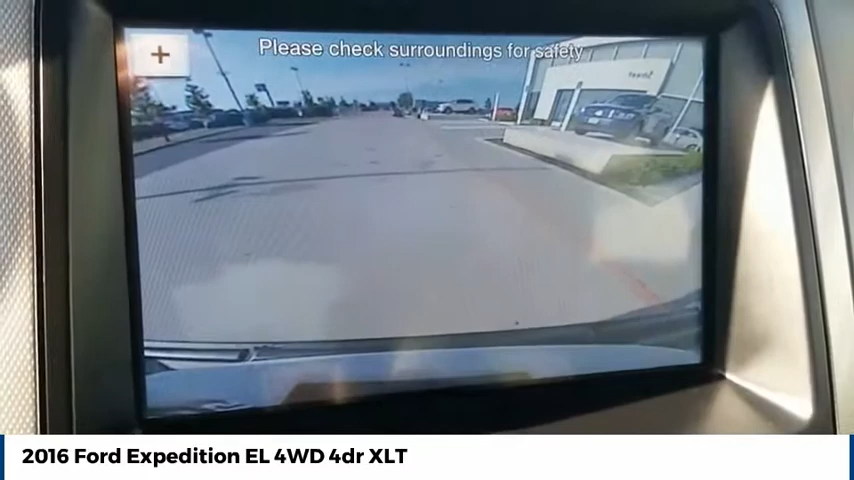 +
Please check surroundings for safety
2016 Ford Expedition EL 4WD 4dr XLT